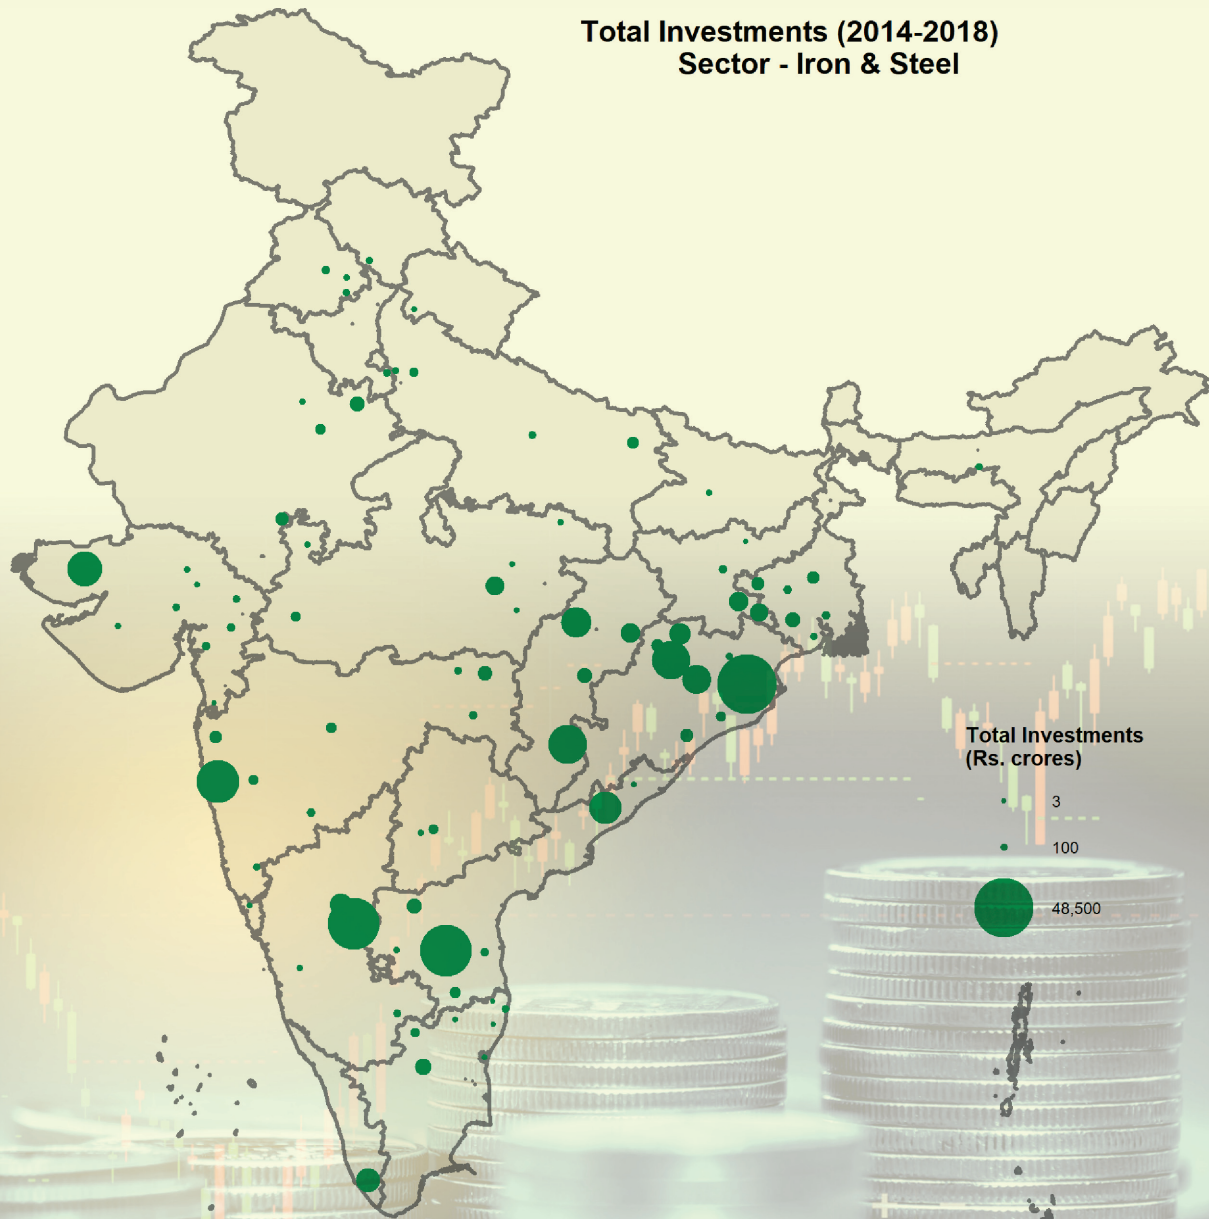 Total Investments (2014-2018)
Sector - Iron & Steel
Total Investments
(Rs. crores)
3
100
48,500